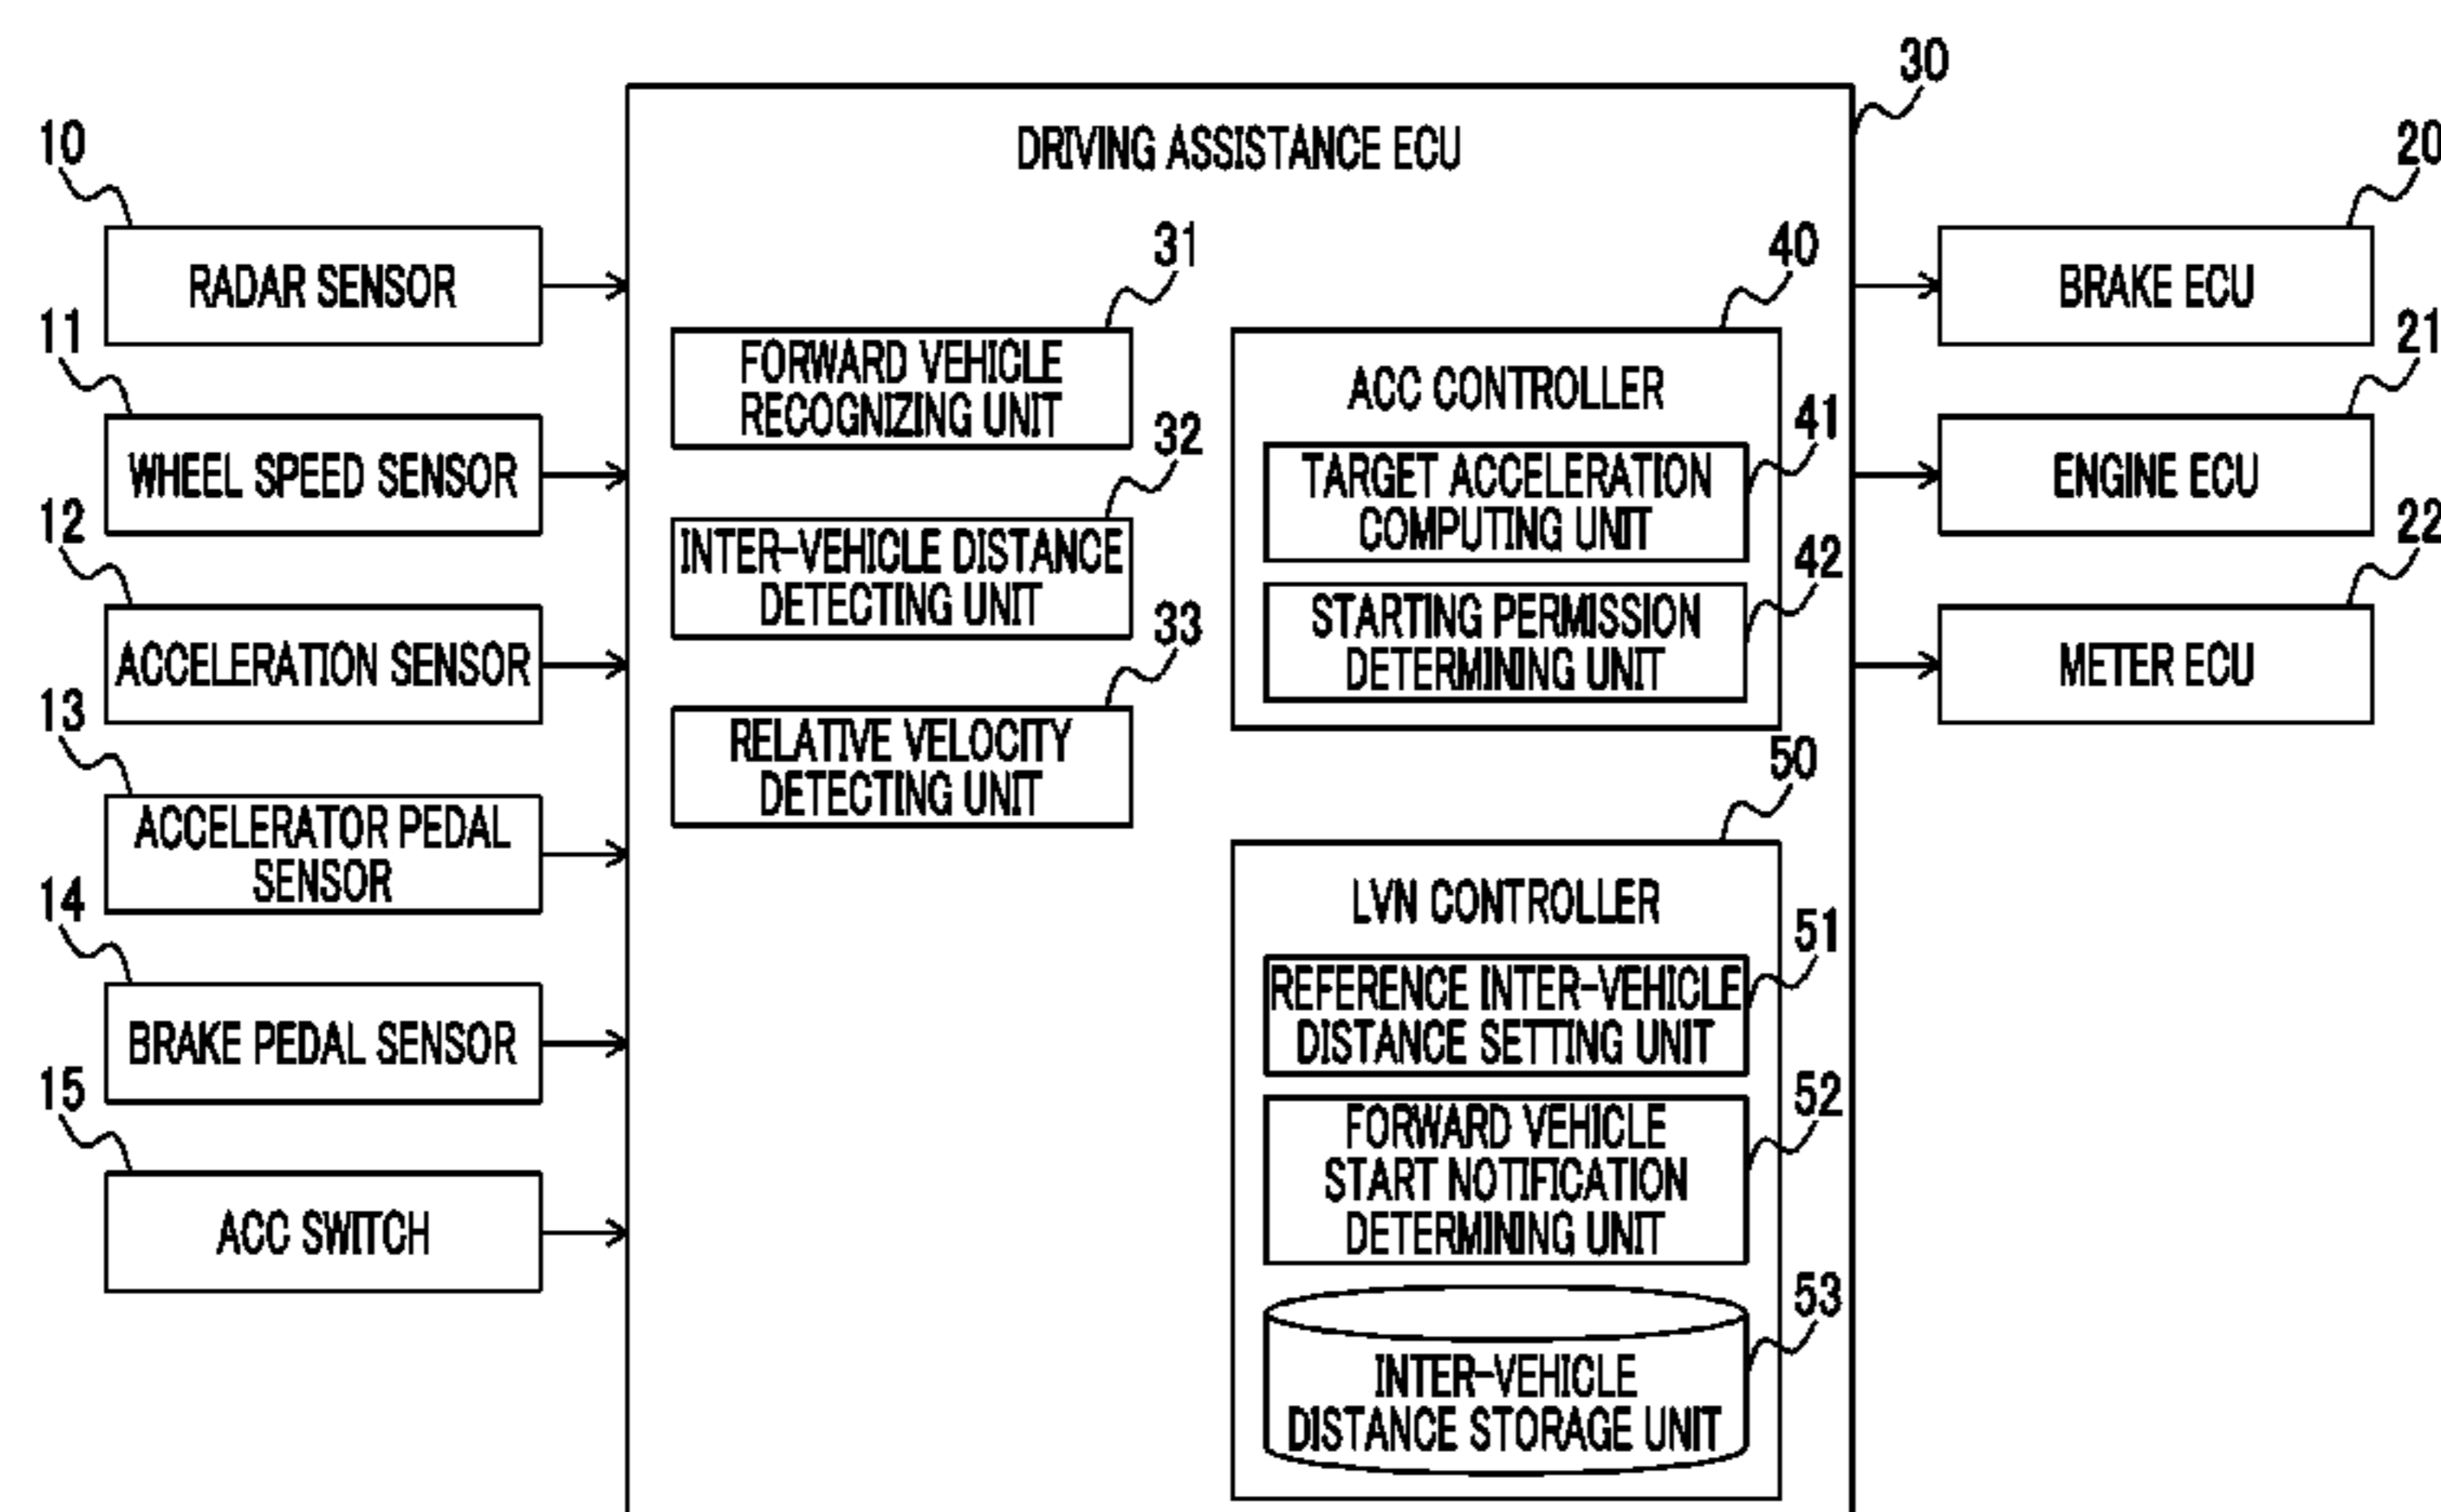 30
DRIVING ASSISTANCE ECU
10
RADAR SENSOR
11
WHEEL SPEED SENSOR
12
ACCELERATION SENSOR
13
ACCELERATOR PEDAL
SENSOR
14
BRAKE PEDAL SENSOR
15
ACC SWITCH
31
FORWARD VEHICLE
RECOGNIZING UNIT
32
INTER-VEHICLE DISTANCE
DETECTING UNIT
33
RELATIVE VELOCITY
DETECTING UNIT
40
ACC CONTROLLER
41
TARGET ACCELERATION
COMPUTING UNIT
42
STARTING PERMISSION
DETERMINING UNIT
50
LVN CONTROLLER
51
REFERENCE INTER-VEHICLE
DISTANCE SETTING UNIT
52
FORWARD VEHICLE
START NOTIFICATION
DETERMINING UNIT
53
INTER-VEHICLE
DISTANCE STORAGE UNIT
20
BRAKE ECU
21
ENGINE ECU
22
METER ECU